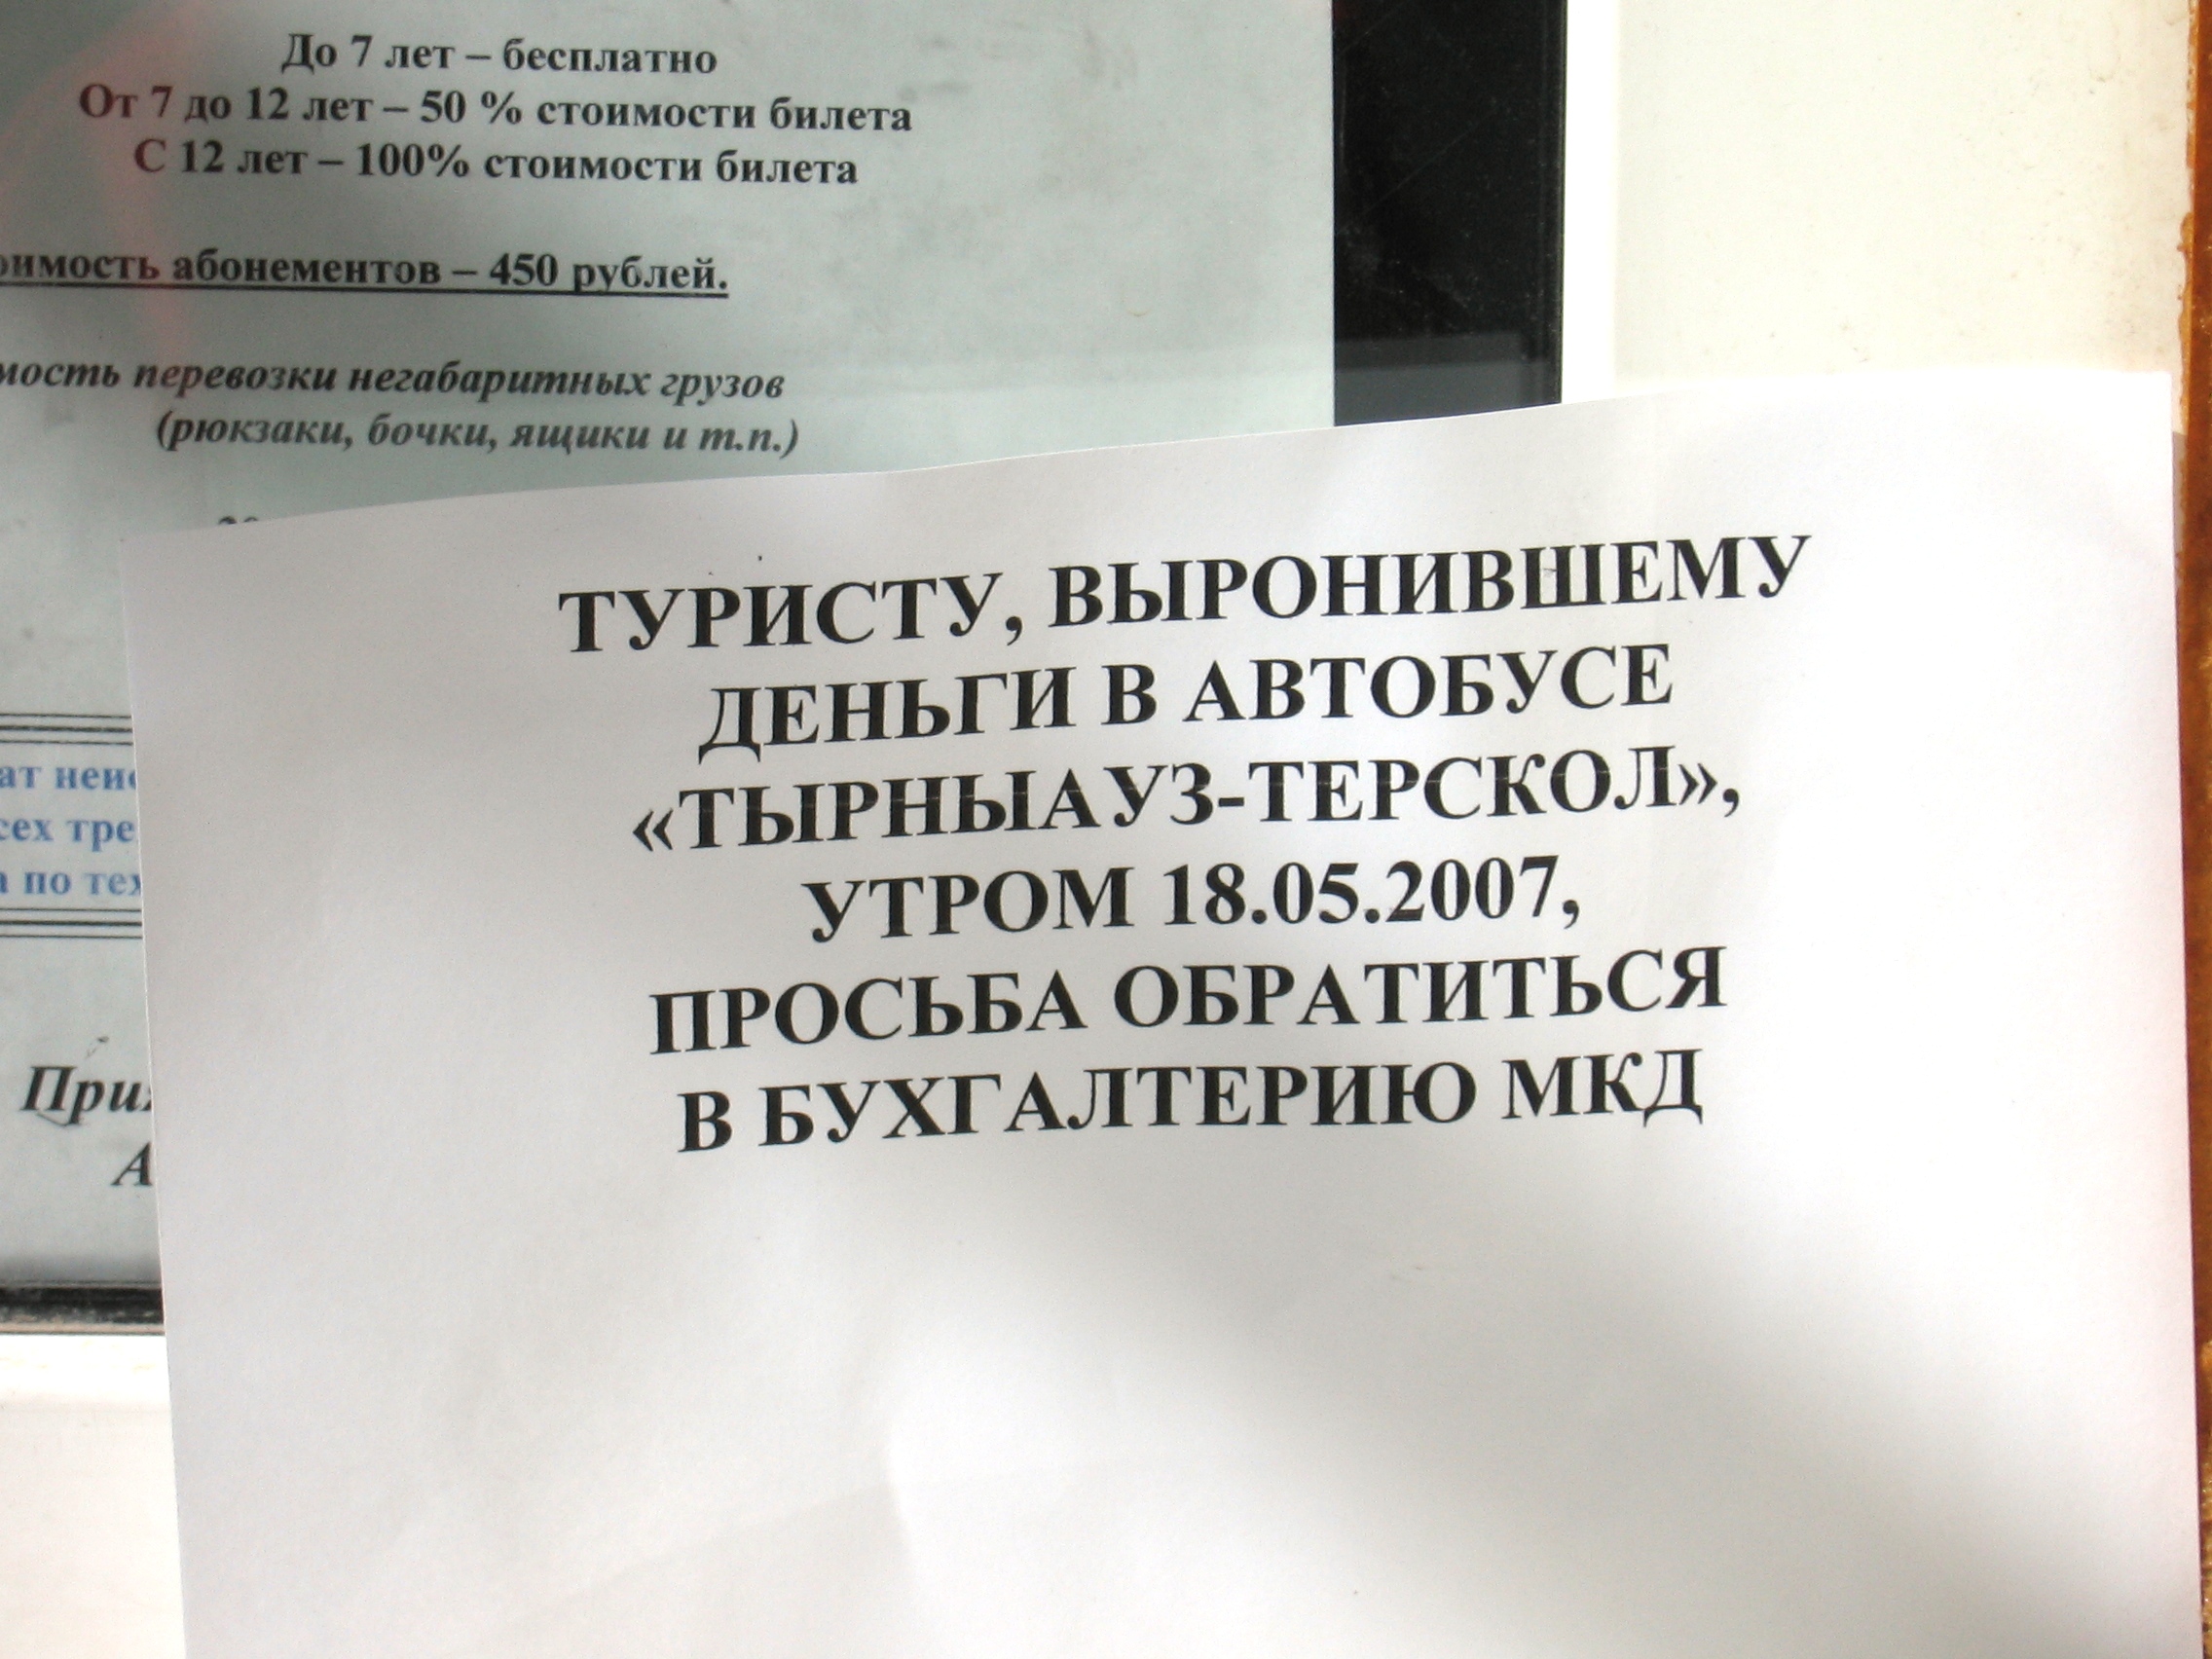 До 7 лет – бесплатно
От 7 до 12 лет – 50 % стоимости билета
С 12 лет – 100% стоимости билета
абонементов – 450 рублей.
перевозки негабаритных грузов
(рюкзаки, бочки, ящики и т.п.)
ТУРИСТУ, ВЫРОНИВШЕМУ
ДЕНЬГИ В АВТОБУСЕ
«ТЫРНЫАУЗ-ТЕРСКОЛ»,
УТРОМ 18.05.2007,
ПРОСЬБА ОБРАТИТЬСЯ
В БУХГАЛТЕРИЮ МКД